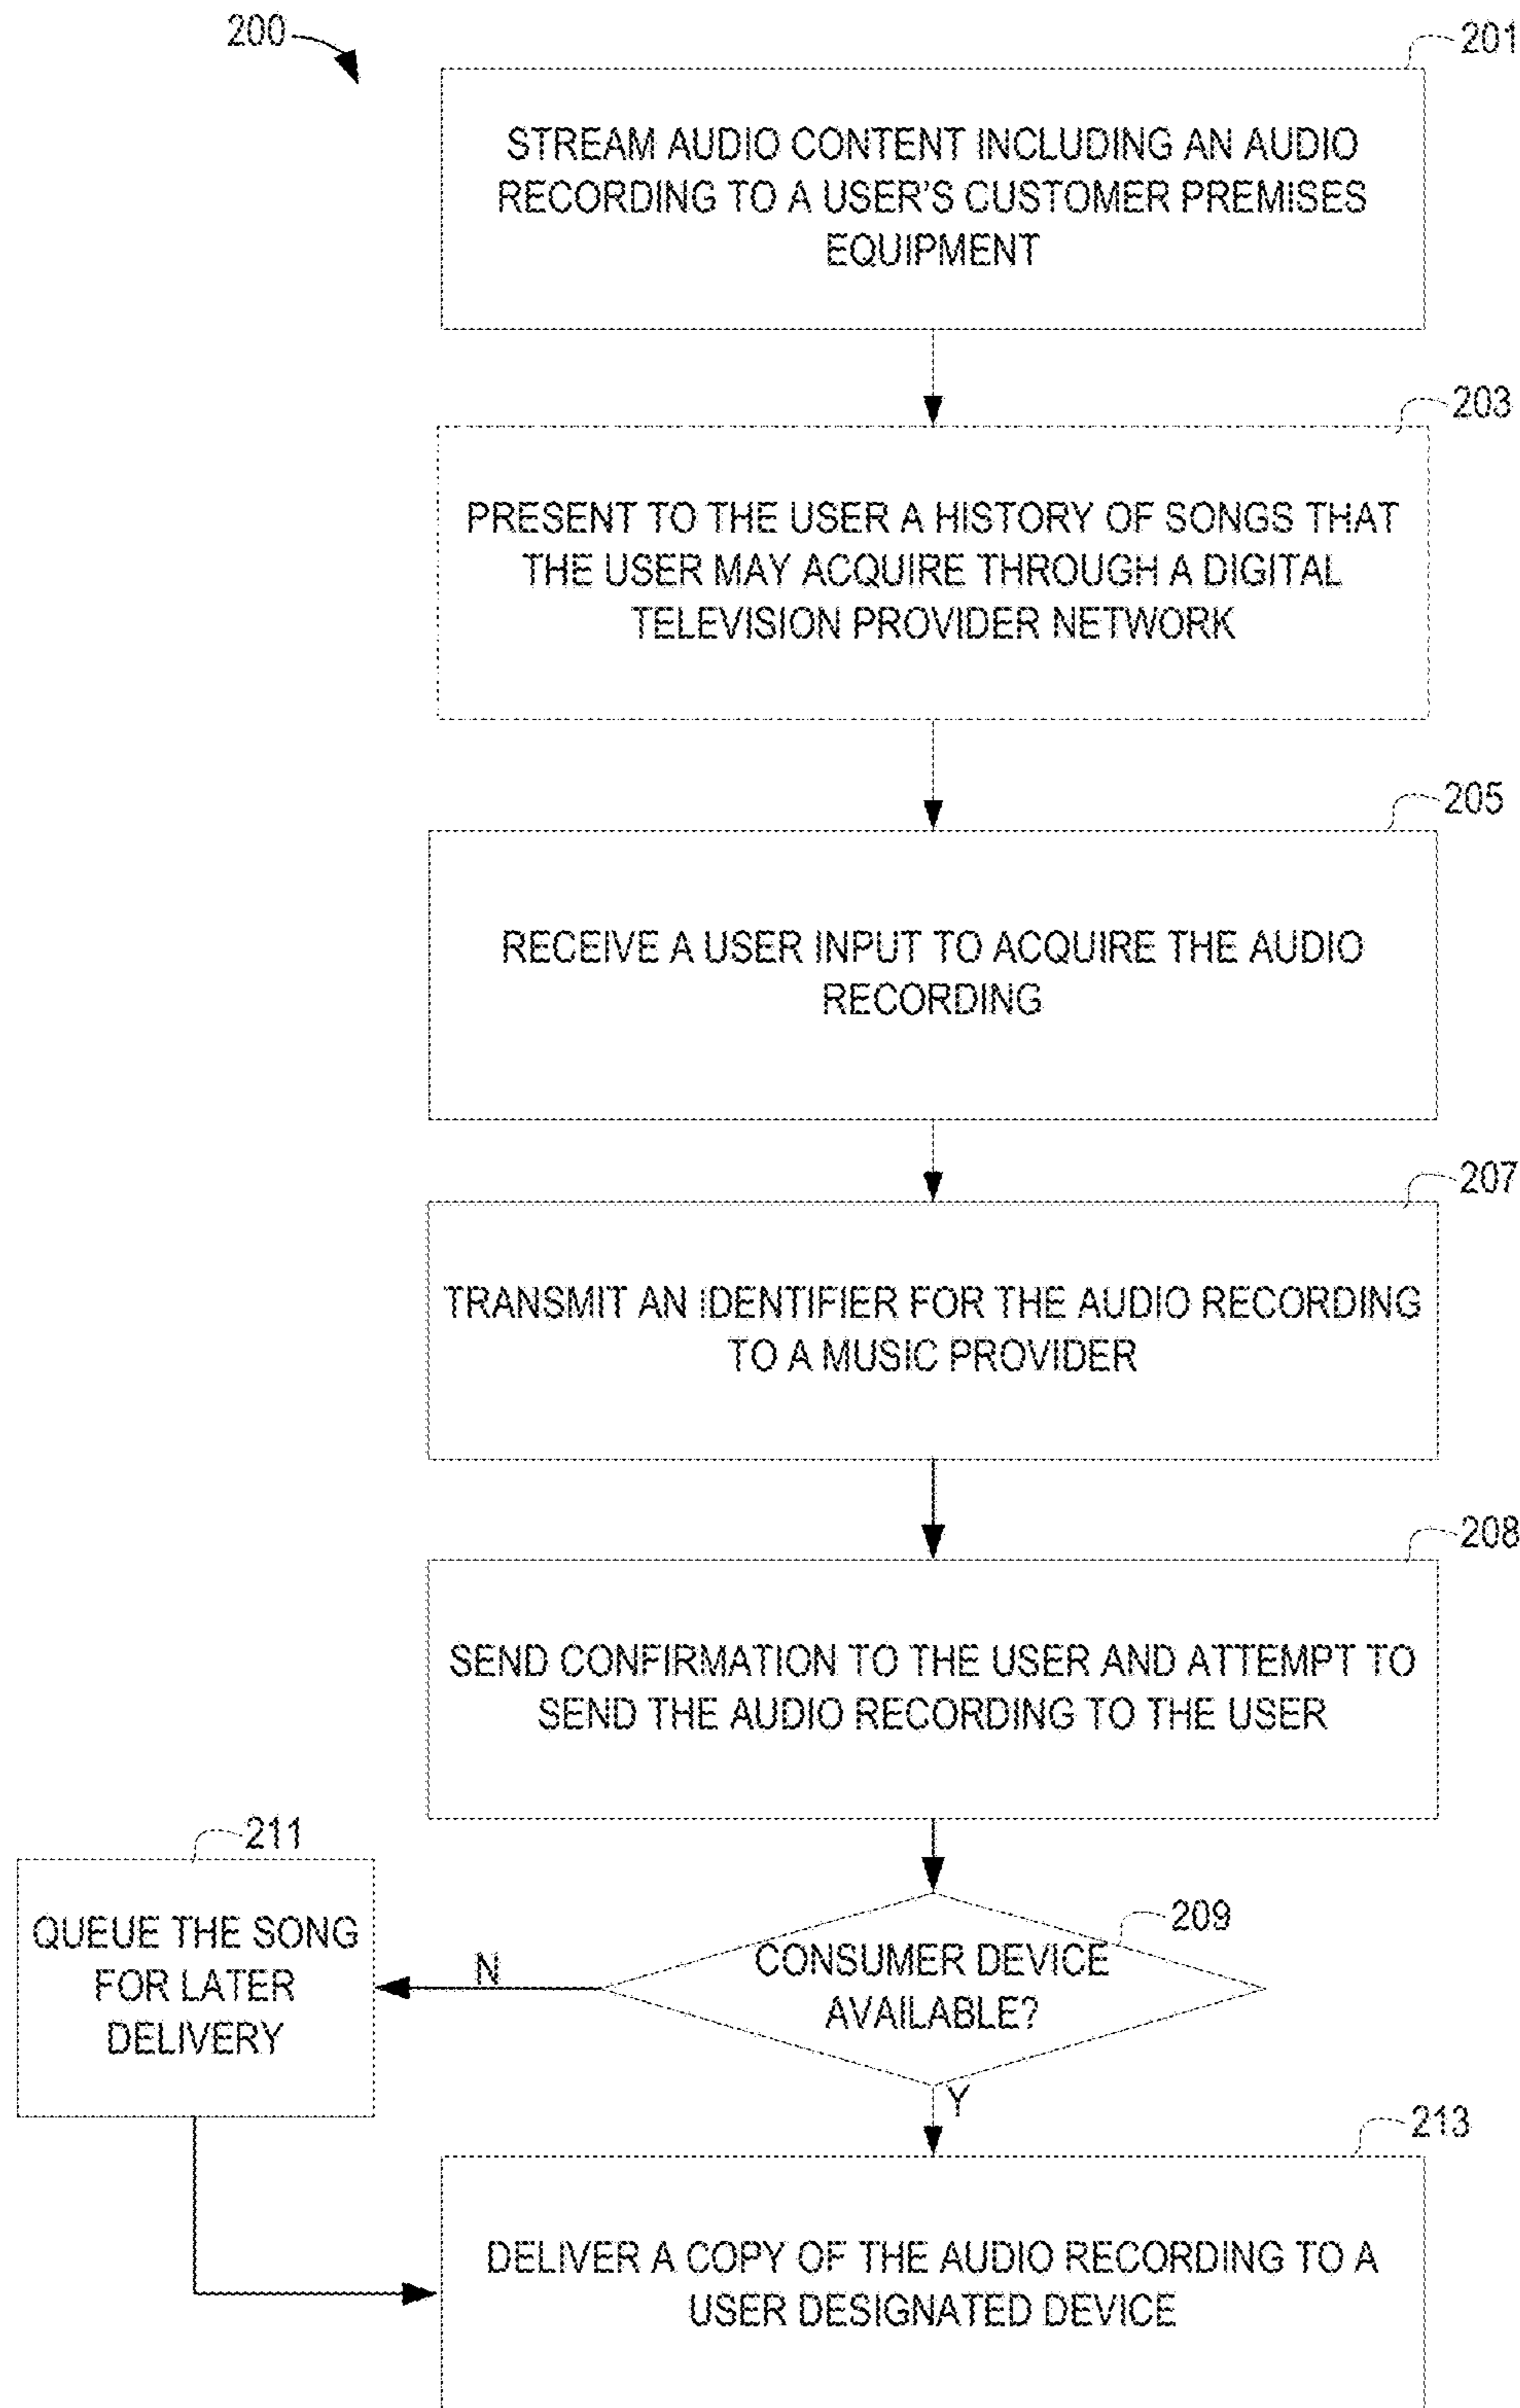 200
201
STREAM AUDIO CONTENT INCLUDING AN AUDIO
RECORDING TO A USER'S CUSTOMER PREMISES
EQUIPMENT
203
PRESENT TO THE USER A HISTORY OF SONGS THAT
THE USER MAY ACQUIRE THROUGH A DIGITAL
TELEVISION PROVIDER NETWORK
205
RECEIVE A USER INPUT TO ACQUIRE THE AUDIO
RECORDING
207
TRANSMIT AN IDENTIFIER FOR THE AUDIO RECORDING
TO A MUSIC PROVIDER
208
SEND CONFIRMATION TO THE USER AND ATTEMPT TO
SEND THE AUDIO RECORDING TO THE USER
209
CONSUMER DEVICE
AVAILABLE?
N
211
QUEUE THE SONG
FOR LATER
DELIVERY
Y
213
DELIVER A COPY OF THE AUDIO RECORDING TO A
USER DESIGNATED DEVICE